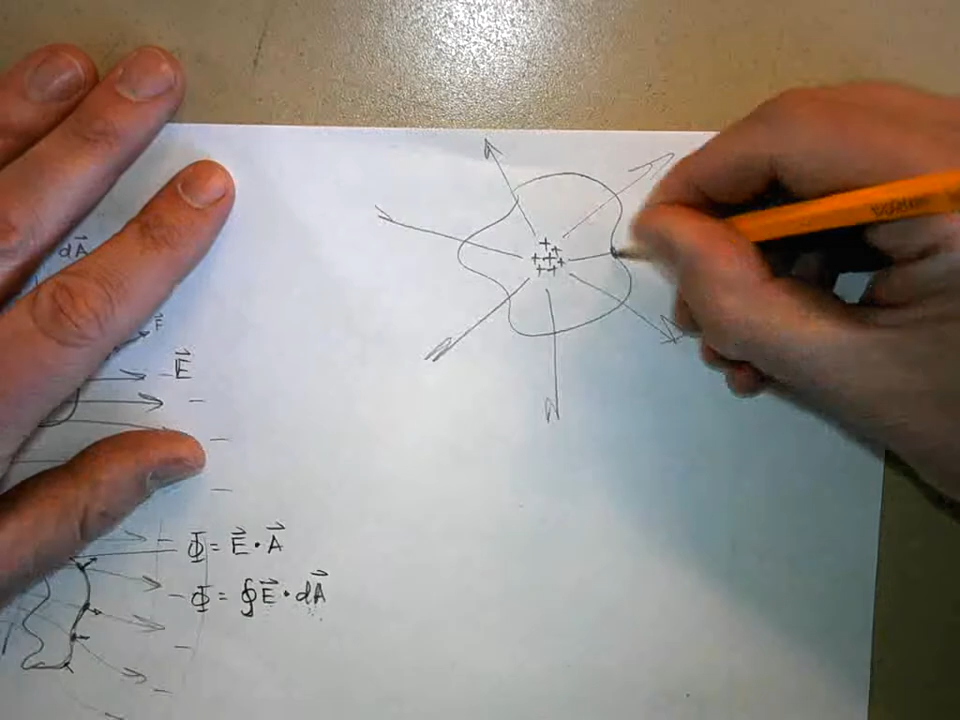 dA⃗
+ +
+ + + +
+ +
F⃗
E⃗
Φ = E⃗ · A⃗
Φ = ∮E⃗ · dA⃗